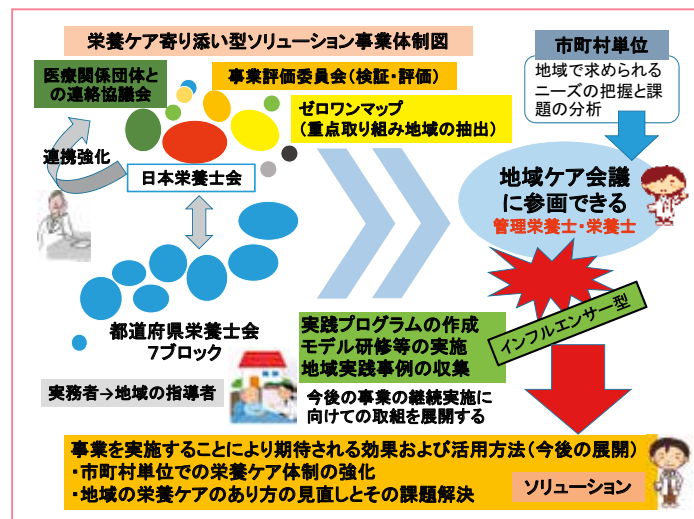 栄養ケア寄り添い型ソリューション事業体制図
市町村単位
医療関係団体と
の連絡協議会
事業評価委員会(検証・評価)
地域で求められる
ニーズの把握と課
題の分析
ゼロワンマップ
(重点取り組み地域の抽出)
連携強化
日本栄養士会
地域ケア会議
に参画できる
管理栄養士・栄養士
都道府県栄養士会
7ブロック
実践プログラムの作成
モデル研修等の実施
地域実践事例の収集
インフルエンサー型
実務者→地域の指導者
今後の事業の継続実施に
向けての取組を展開する
事業を実施することにより期待される効果および活用方法(今後の展開)
・市町村単位での栄養ケア体制の強化
・地域の栄養ケアのあり方の見直しとその課題解決
ソリューション